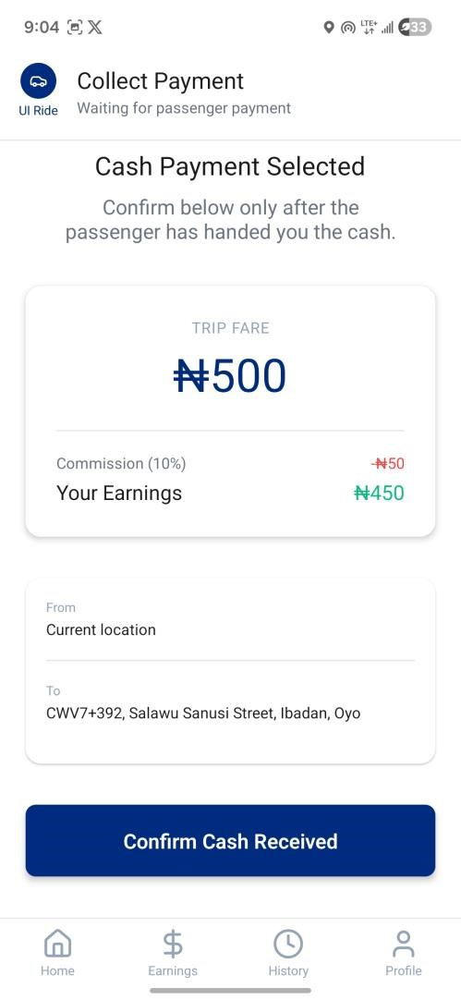 9:04
LTE+
33
Collect Payment
UI Ride
Waiting for passenger payment
Cash Payment Selected
Confirm below only after the
passenger has handed you the cash.
TRIP FARE
₦500
Commission (10%) -₦50
Your Earnings ₦450
From
Current location
To
CWV7+392, Salawu Sanusi Street, Ibadan, Oyo
Confirm Cash Received
Home Earnings History Profile